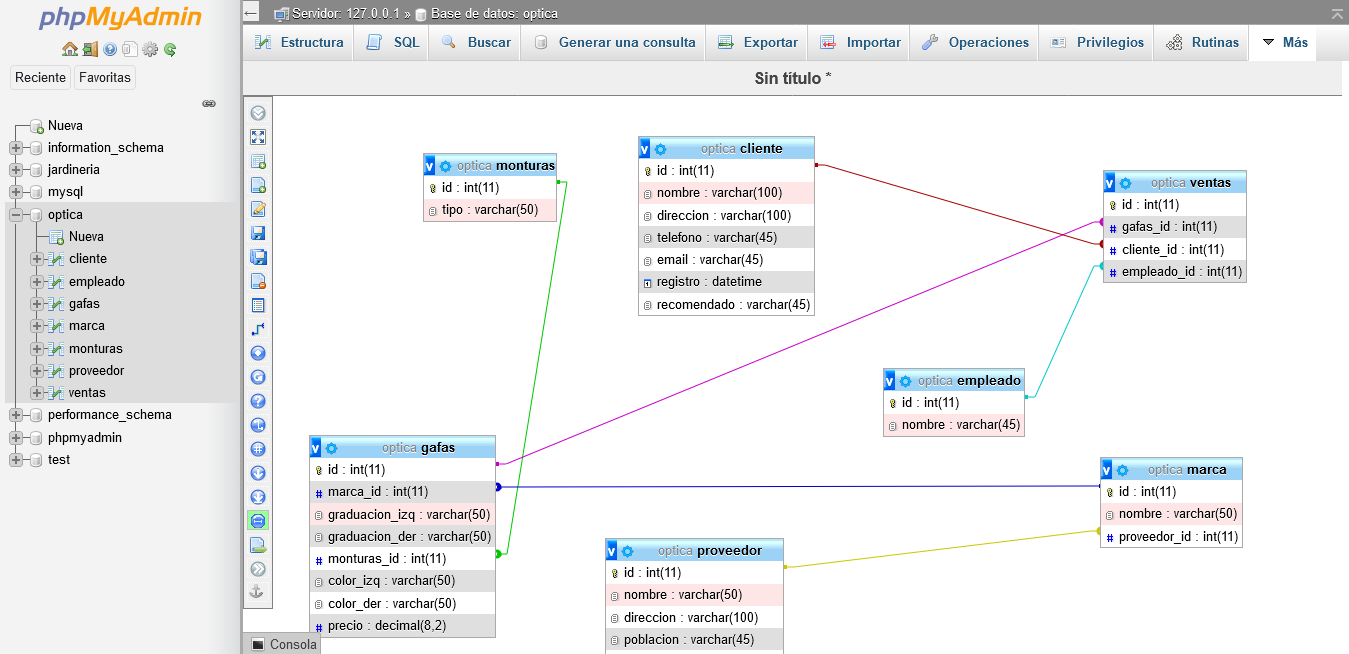 phpMyAdmin
Reciente Favoritas
Nueva
information_schema
jardineria
mysql
optica
Nueva
cliente
empleado
gafas
marca
monturas
proveedor
ventas
performance_schema
phpmyadmin
test
Servidor: 127.0.0.1 » Base de datos: optica
Estructura SQL Buscar Generar una consulta Exportar Importar Operaciones Privilegios Rutinas Más
Sin título *
v optica monturas
id : int(11)
tipo : varchar(50)
v optica cliente
id : int(11)
nombre : varchar(100)
direccion : varchar(100)
telefono : varchar(45)
email : varchar(45)
registro : datetime
recomendado : varchar(45)
v optica ventas
id : int(11)
# gafas_id : int(11)
# cliente_id : int(11)
# empleado_id : int(11)
v optica empleado
id : int(11)
nombre : varchar(45)
v optica gafas
id : int(11)
# marca_id : int(11)
graduacion_izq : varchar(50)
graduacion_der : varchar(50)
# monturas_id : int(11)
color_izq : varchar(50)
color_der : varchar(50)
# precio : decimal(8,2)
v optica marca
id : int(11)
nombre : varchar(50)
# proveedor_id : int(11)
v optica proveedor
id : int(11)
nombre : varchar(50)
direccion : varchar(100)
poblacion : varchar(45)
Consola